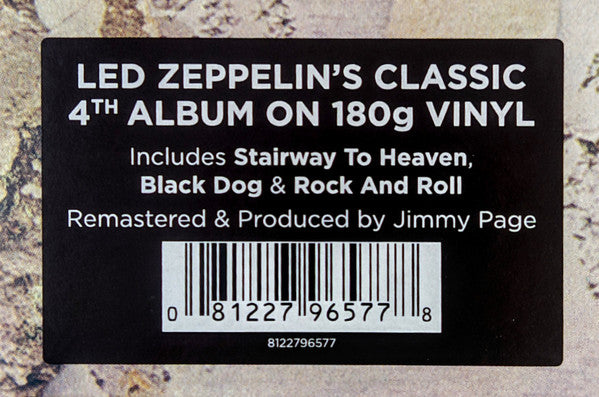 LED ZEPPELIN'S CLASSIC
4TH ALBUM ON 180g VINYL
Includes Stairway To Heaven,
Black Dog & Rock And Roll
Remastered & Produced by Jimmy Page
0 81227 96577 8
8122796577